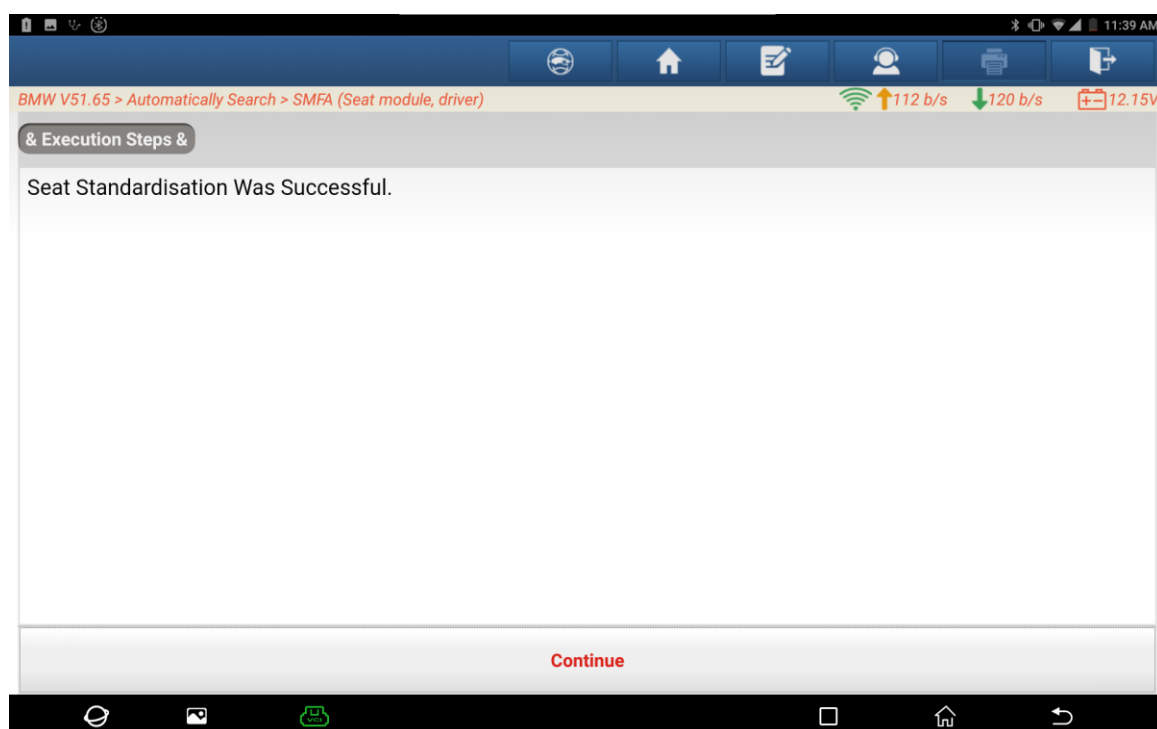 11:39 AM
BMW V51.65 > Automatically Search > SMFA (Seat module, driver)
112 b/s
120 b/s
12.15V
& Execution Steps &
Seat Standardisation Was Successful.
Continue
VCI